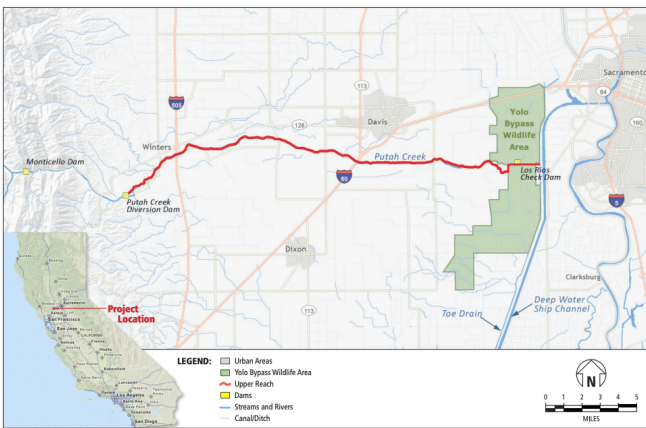 Sacramento
113
84
505
Yolo
Bypass
Wildlife
Area
Davis
128
160
Winters
Putah Creek
Monticello Dam
Los Rios
Check Dam
80
Putah Creek
Diversion Dam
5
Dixon
Clarksburg
Project
Location
San Francisco
San Jose
CALIFORNIA
Fresno
Bakersfield
Los Angeles
San Diego
113
Toe Drain
Deep Water
Ship Channel
LEGEND:
Urban Areas
Yolo Bypass Wildlife Area
Upper Reach
Dams
Streams and Rivers
Canal/Ditch
N
0 1 2 3 4 5
MILES